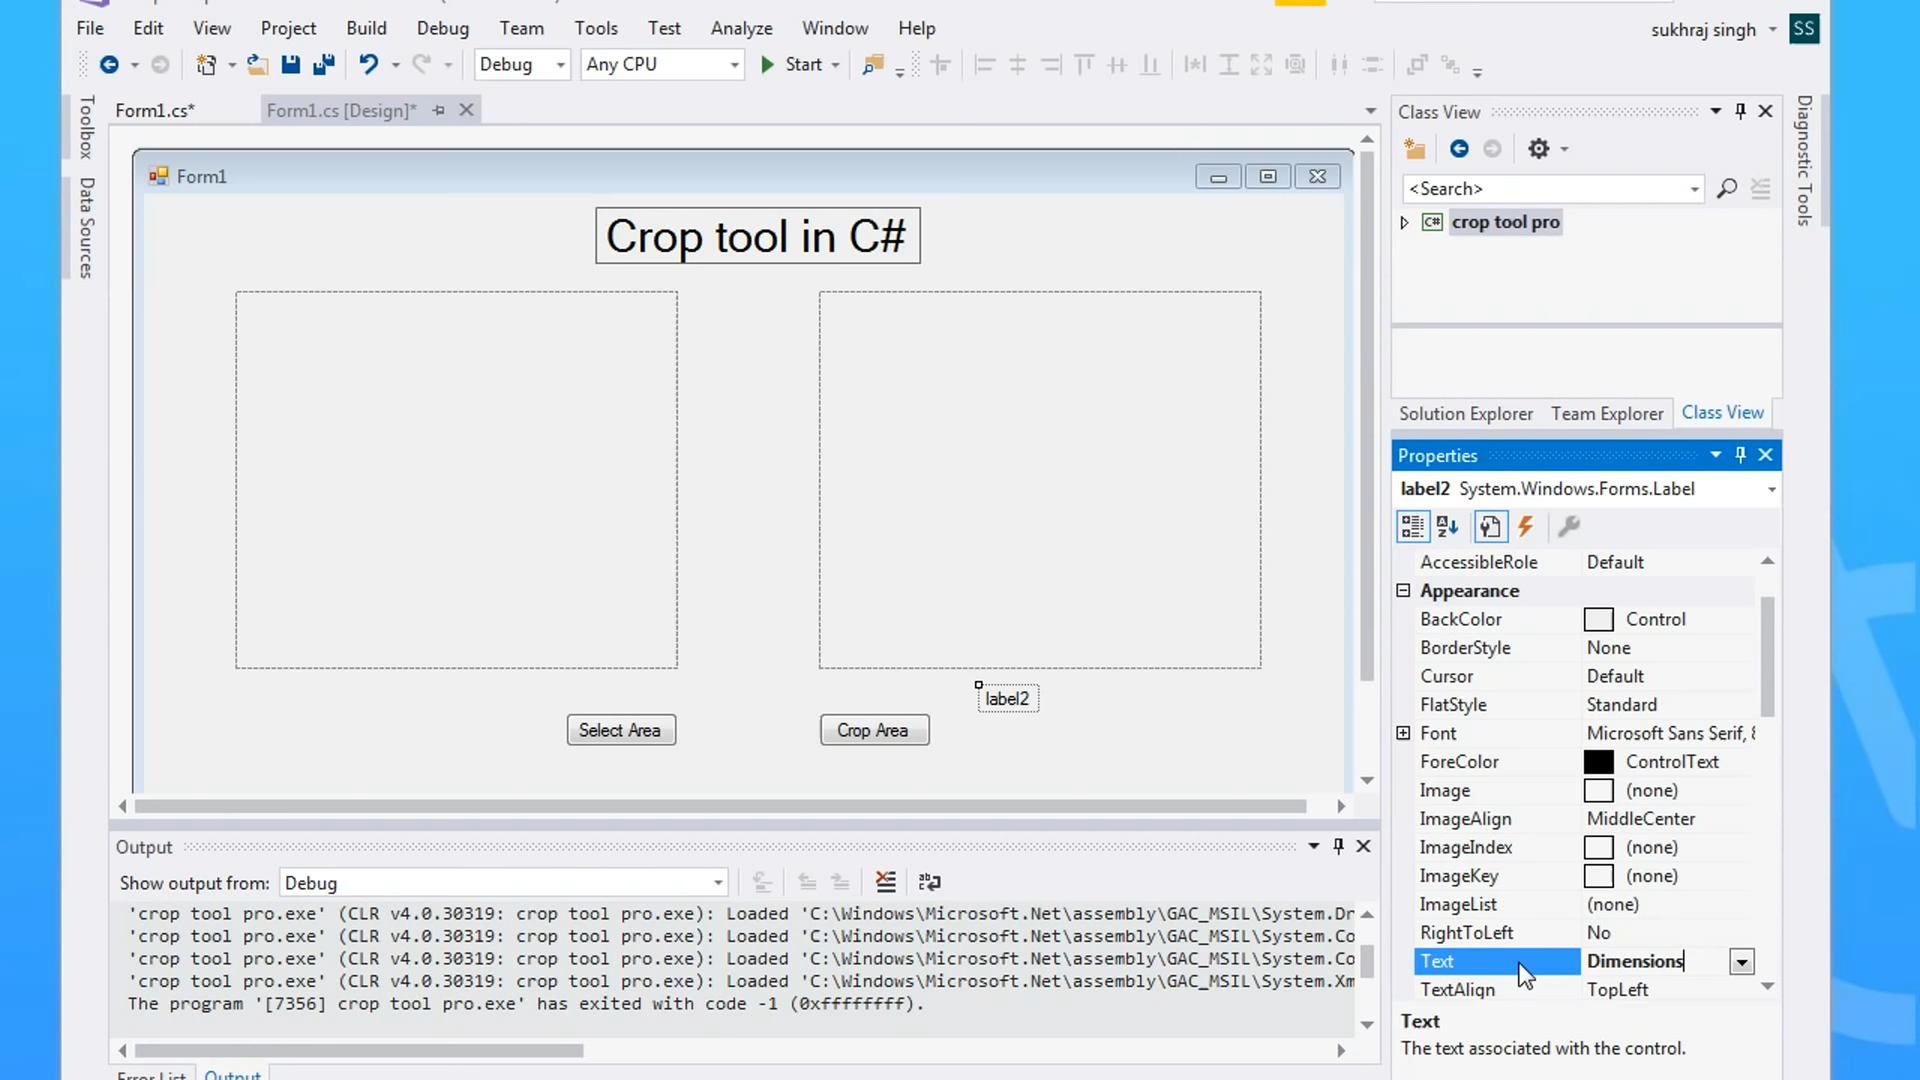 File Edit View Project Build Debug Team Tools Test Analyze Window Help
sukhraj singh SS
Debug Any CPU Start
Toolbox
Data Sources
Form1.cs* Form1.cs [Design]*
Form1
Crop tool in C#
label2
Select Area Crop Area
Output
Show output from: Debug
'crop tool pro.exe' (CLR v4.0.30319: crop tool pro.exe): Loaded 'C:\Windows\Microsoft.Net\assembly\GAC_MSIL\System.Dr
'crop tool pro.exe' (CLR v4.0.30319: crop tool pro.exe): Loaded 'C:\Windows\Microsoft.Net\assembly\GAC_MSIL\System.Co
'crop tool pro.exe' (CLR v4.0.30319: crop tool pro.exe): Loaded 'C:\Windows\Microsoft.Net\assembly\GAC_MSIL\System.Co
'crop tool pro.exe' (CLR v4.0.30319: crop tool pro.exe): Loaded 'C:\Windows\Microsoft.Net\assembly\GAC_MSIL\System.Xm
The program '[7356] crop tool pro.exe' has exited with code -1 (0xffffffff).
Error List Output
Class View
<Search>
C# crop tool pro
Solution Explorer Team Explorer Class View
Properties
label2 System.Windows.Forms.Label
AccessibleRole Default
Appearance
BackColor Control
BorderStyle None
Cursor Default
FlatStyle Standard
Font Microsoft Sans Serif, 8
ForeColor ControlText
Image (none)
ImageAlign MiddleCenter
ImageIndex (none)
ImageKey (none)
ImageList (none)
RightToLeft No
Text Dimensions
TextAlign TopLeft
Text
The text associated with the control.
Diagnostic Tools